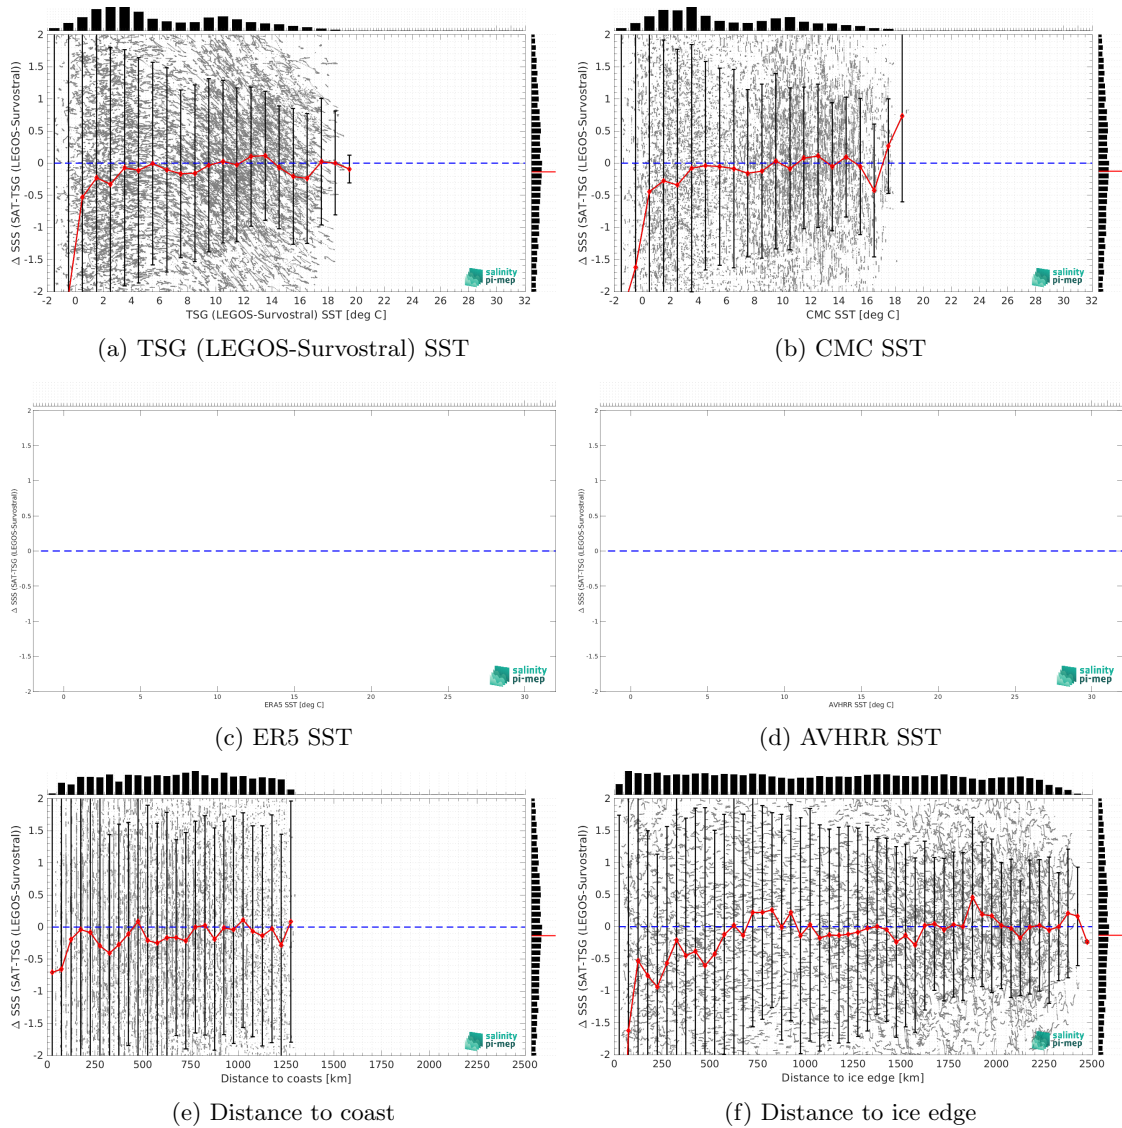 2
1
0.5
0
-0.5
-1
-1.5
-2
Δ SSS (SAT-TSG (LEGOS-Survostral))
-2 0 2 4 6 8 10 12 14 16 18 20 22 24 26 28 30 32
TSG (LEGOS-Survostral) SST [deg C]
salinity
pi-mep
(a) TSG (LEGOS-Survostral) SST
2
1.5
1
0.5
0
-0.5
-1
-1.5
-2
Δ SSS (SAT-TSG (LEGOS-Survostral))
-2 0 2 4 6 8 10 12 14 16 18 20 22 24 26 28 30 32
CMC SST [deg C]
salinity
pi-mep
(b) CMC SST
2
1.5
1
0.5
0
-0.5
-1
-1.5
-2
Δ SSS (SAT-TSG (LEGOS-Survostral))
0 5 10 15 20 25 30
ERA5 SST [deg C]
salinity
pi-mep
(c) ER5 SST
2
1.5
1
0.5
0
-0.5
-1
-1.5
-2
Δ SSS (SAT-TSG (LEGOS-Survostral))
0 5 10 15 20 25 30
AVHRR SST [deg C]
salinity
pi-mep
(d) AVHRR SST
2
1.5
1
0.5
0
-0.5
-1
-1.5
-2
Δ SSS (SAT-TSG (LEGOS-Survostral))
0 250 500 750 1000 1250 1500 1750 2000 2250 2500
Distance to coasts [km]
salinity
pi-mep
(e) Distance to coast
2
1.5
1
0.5
0
-0.5
-1
-1.5
-2
Δ SSS (SAT-TSG (LEGOS-Survostral))
0 250 500 750 1000 1250 1500 1750 2000 2250 2500
Distance to ice edge [km]
salinity
pi-mep
(f) Distance to ice edge